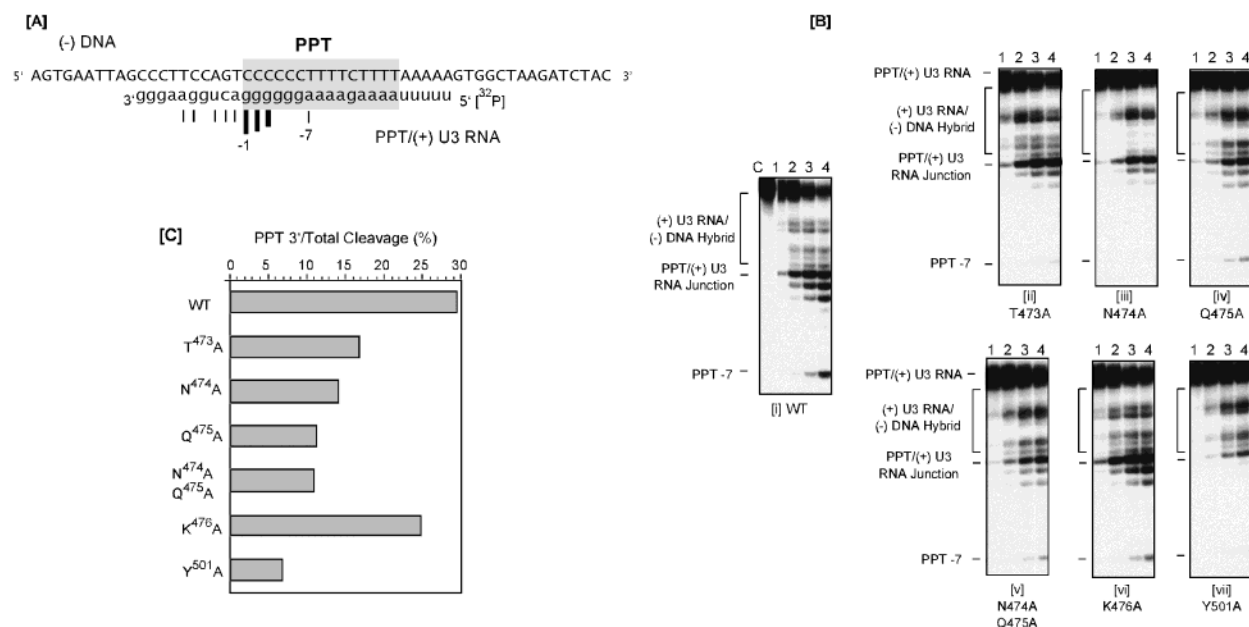 [A]
(-) DNA
PPT
5' AGTGAATTAGCCCTTCCAGTCCCCCCTTTTCTTTTAAAAAGTGGCTAAGATCTAC 3'
3'gggaaggucaggggggaaaagaaaauuuuu 5' [32P]
-1
-7
PPT/(+) U3 RNA
[B]
C 1 2 3 4
(+) U3 RNA/
(-) DNA Hybrid
PPT/(+) U3
RNA Junction
PPT -7
[i] WT
1 2 3 4
1 2 3 4
1 2 3 4
PPT/(+) U3 RNA
(+) U3 RNA/
(-) DNA Hybrid
PPT/(+) U3
RNA Junction
PPT -7
[ii]
T473A
[iii]
N474A
[iv]
Q475A
1 2 3 4
1 2 3 4
1 2 3 4
PPT/(+) U3 RNA
(+) U3 RNA/
(-) DNA Hybrid
PPT/(+) U3
RNA Junction
PPT -7
[v]
N474A
Q475A
[vi]
K476A
[vii]
Y501A
[C]
PPT 3'/Total Cleavage (%)
0 5 10 15 20 25 30
WT
T473A
N474A
Q475A
N474A
Q475A
K476A
Y501A